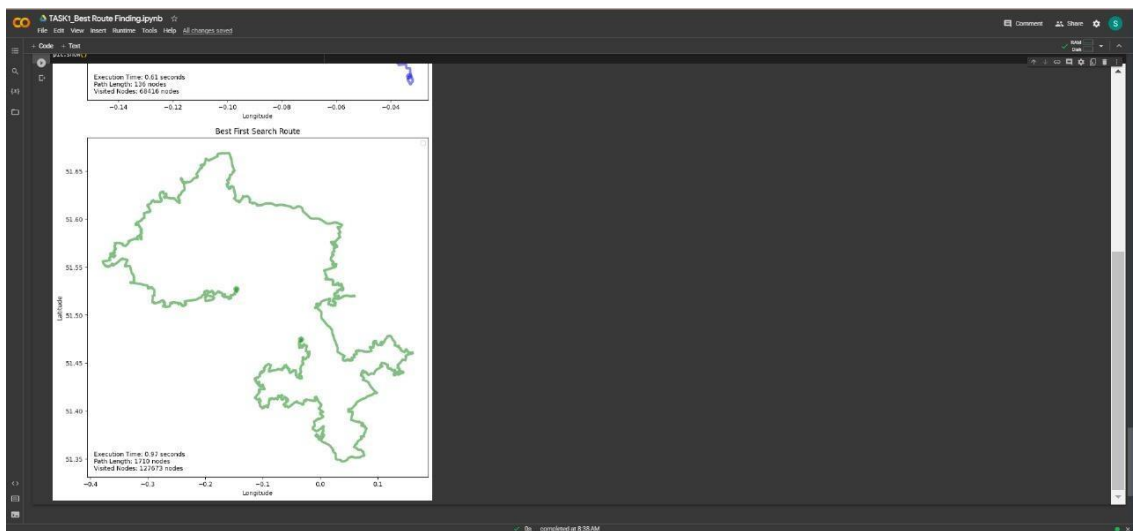 TASK1_Best Route Finding.ipynb
Comment Share S
File Edit View Insert Runtime Tools Help All changes saved
+ Code + Text
RAM
Disk
plt.show()
Execution Time: 0.61 seconds
Path Length: 136 nodes
Visited Nodes: 68416 nodes
−0.14 −0.12 −0.10 −0.08 −0.06 −0.04
Longitude
Best First Search Route
51.65
51.60
51.55
51.50
51.45
51.40
51.35
Latitude
Execution Time: 0.97 seconds
Path Length: 1710 nodes
Visited Nodes: 127673 nodes
−0.4 −0.3 −0.2 −0.1 0.0 0.1
Longitude
completed at 8:38 AM